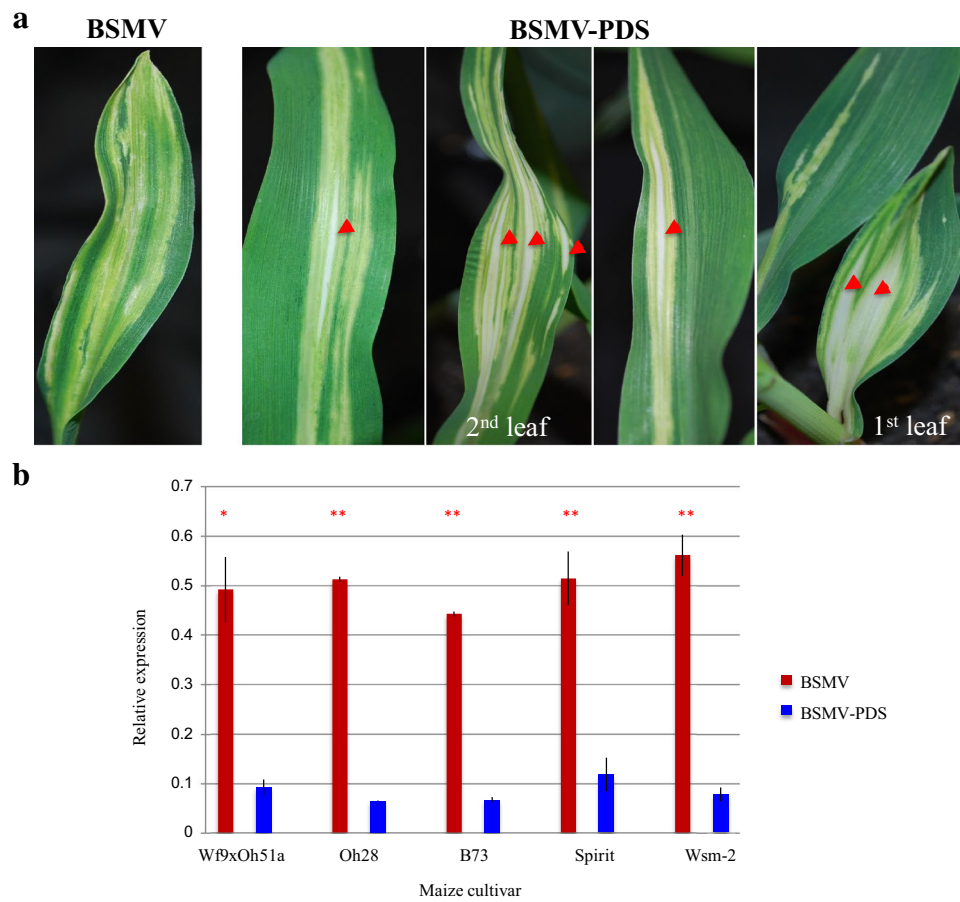 a
BSMV
BSMV-PDS
2nd leaf
1st leaf
b
0.7
0.6
0.5
0.4
0.3
0.2
0.1
0
* ** ** ** **
Relative expression
Wf9xOh51a Oh28 B73 Spirit Wsm-2
Maize cultivar
BSMV
BSMV-PDS